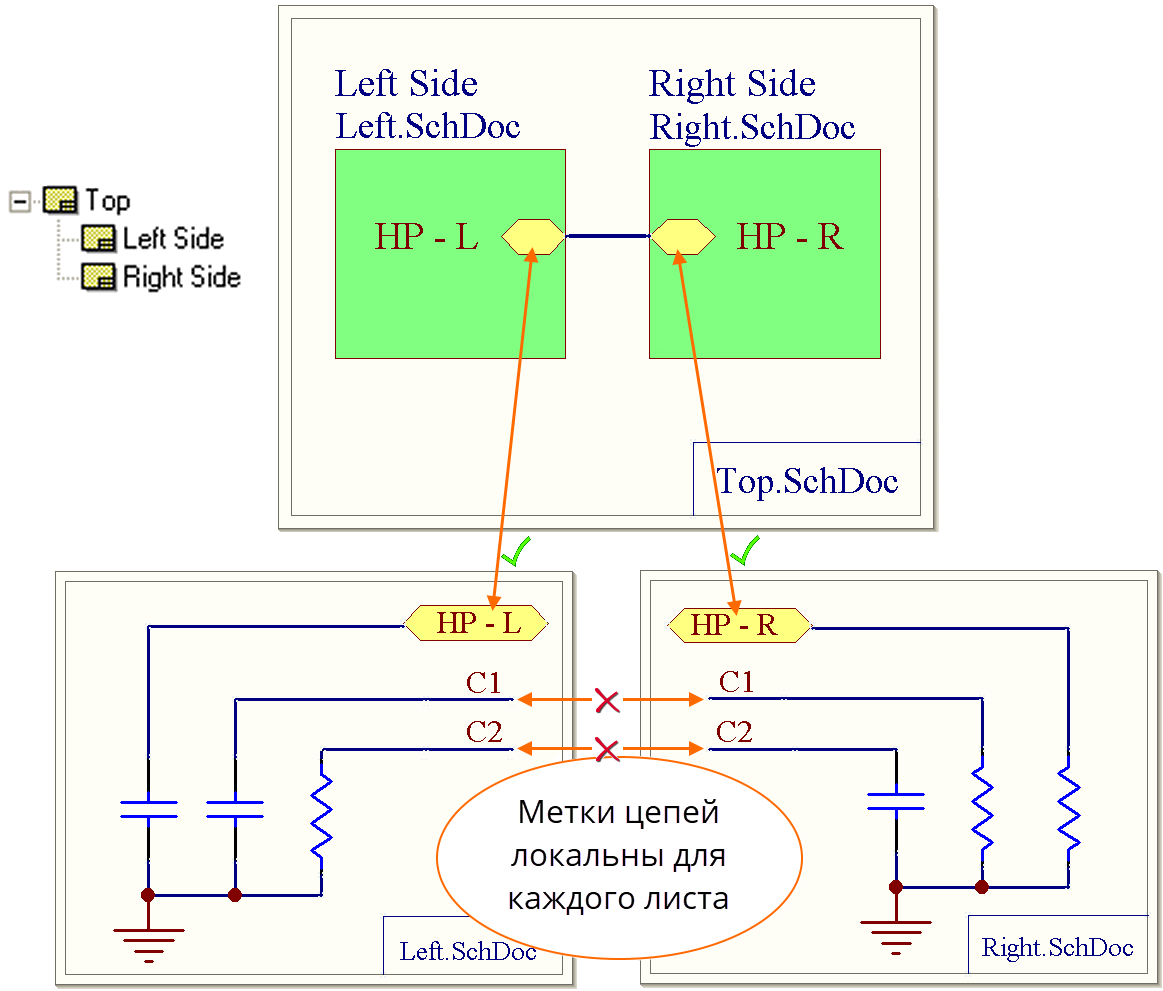 Left Side
Left.SchDoc
Right Side
Right.SchDoc
Top
Left Side
Right Side
HP - L
HP - R
Top.SchDoc
HP - L
C1
C2
HP - R
C1
C2
Метки цепей
локальны для
каждого листа
Left.SchDoc
Right.SchDoc